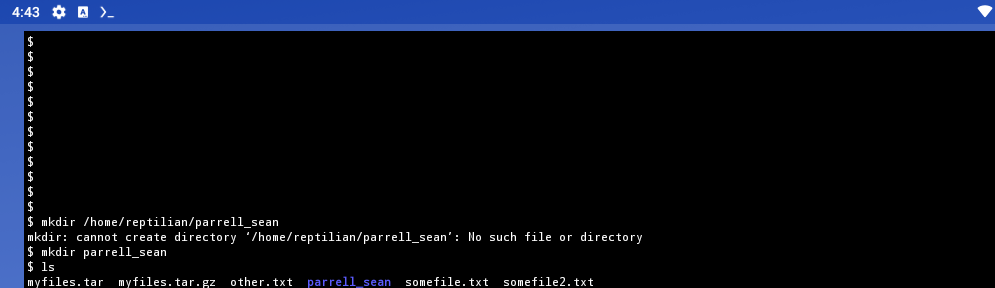 4:43 A >_
$
$
$
$
$
$
$
$
$
$
$
$
$ mkdir /home/reptilian/parrell_sean
mkdir: cannot create directory ‘/home/reptilian/parrell_sean’: No such file or directory
$ mkdir parrell_sean
$ ls
myfiles.tar  myfiles.tar.gz  other.txt  parrell_sean  somefile.txt  somefile2.txt